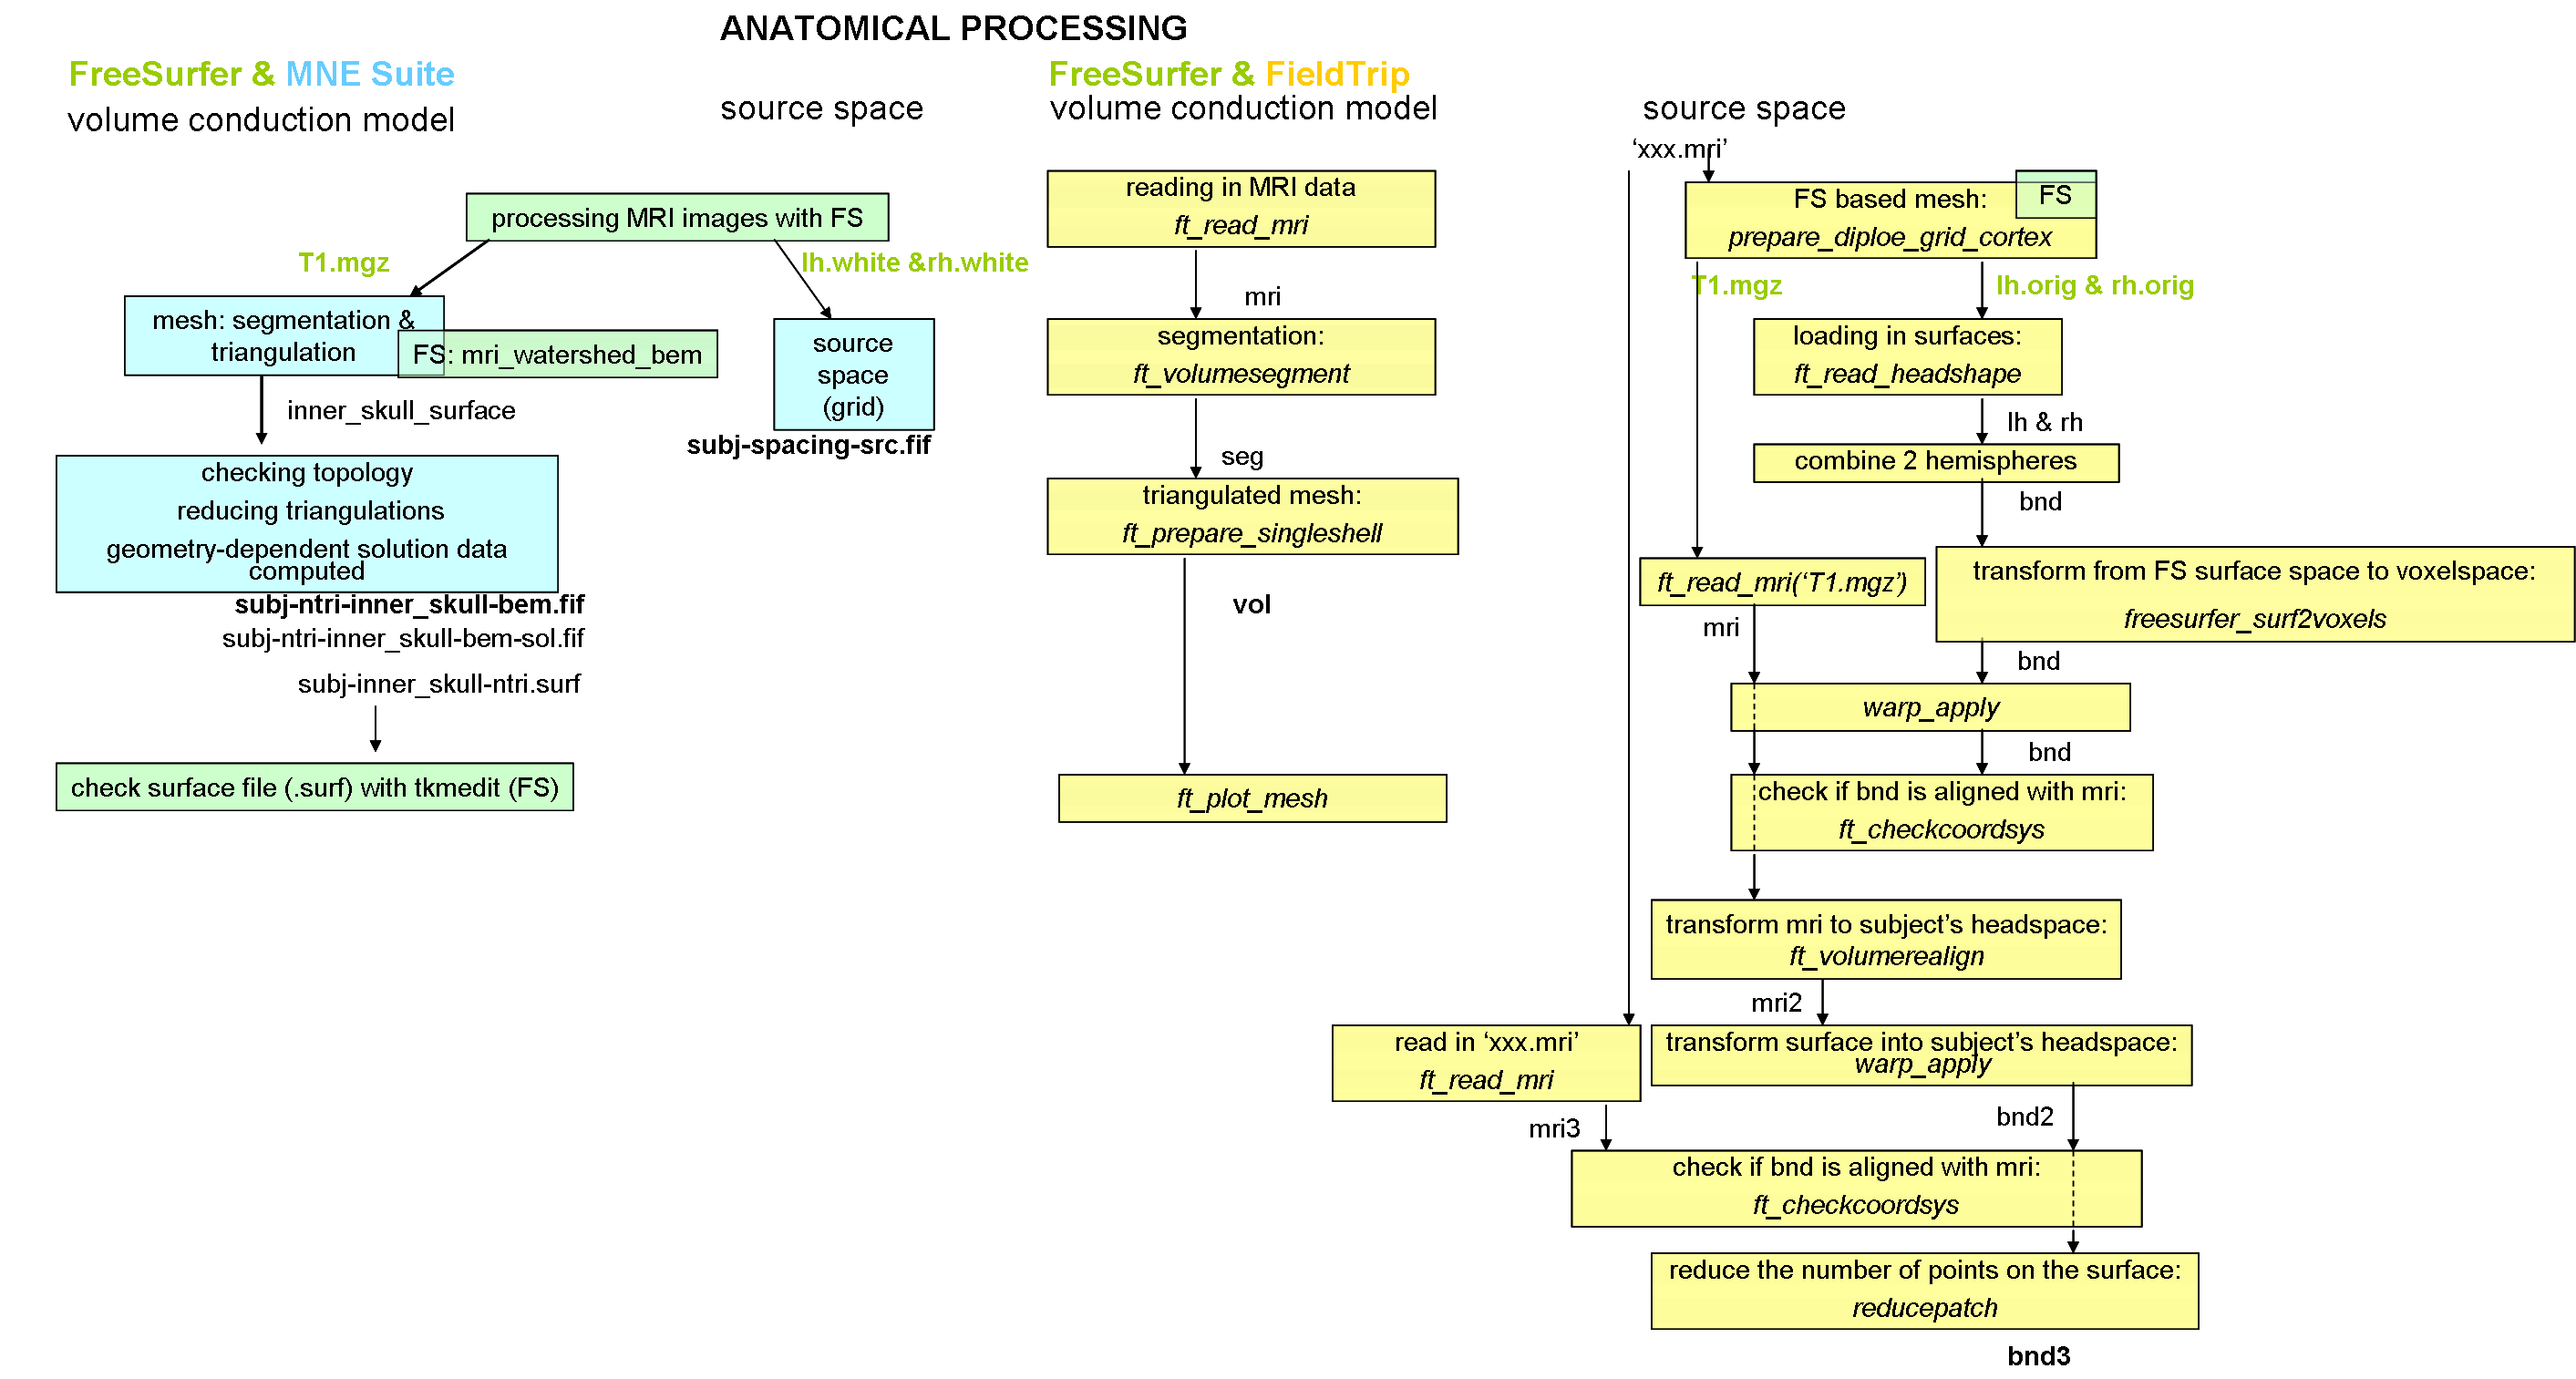 ANATOMICAL PROCESSING
FreeSurfer & MNE Suite
volume conduction model
source space
processing MRI images with FS
T1.mgz
lh.white &rh.white
mesh: segmentation &
triangulation
FS: mri_watershed_bem
source
space
(grid)
subj-spacing-src.fif
inner_skull_surface
checking topology
reducing triangulations
geometry-dependent solution data
computed
subj-ntri-inner_skull-bem.fif
subj-ntri-inner_skull-bem-sol.fif
subj-inner_skull-ntri.surf
check surface file (.surf) with tkmedit (FS)
FreeSurfer & FieldTrip
volume conduction model
reading in MRI data
ft_read_mri
mri
segmentation:
ft_volumesegment
seg
triangulated mesh:
ft_prepare_singleshell
vol
ft_plot_mesh
source space
‘xxx.mri’
FS based mesh:
FS
prepare_diploe_grid_cortex
T1.mgz
lh.orig & rh.orig
loading in surfaces:
ft_read_headshape
lh & rh
combine 2 hemispheres
bnd
ft_read_mri(‘T1.mgz’)
transform from FS surface space to voxelspace:
freesurfer_surf2voxels
mri
bnd
warp_apply
bnd
check if bnd is aligned with mri:
ft_checkcoordsys
transform mri to subject’s headspace:
ft_volumerealign
mri2
read in ‘xxx.mri’
ft_read_mri
transform surface into subject’s headspace:
warp_apply
mri3
bnd2
check if bnd is aligned with mri:
ft_checkcoordsys
reduce the number of points on the surface:
reducepatch
bnd3